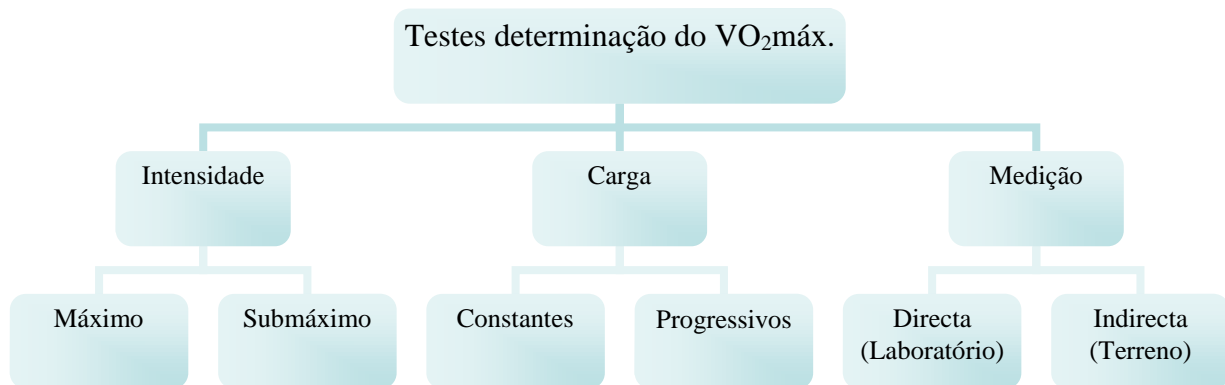 Testes determinação do VO₂máx.
Intensidade
Carga
Medição
Máximo
Submáximo
Constantes
Progressivos
Directa
(Laboratório)
Indirecta
(Terreno)